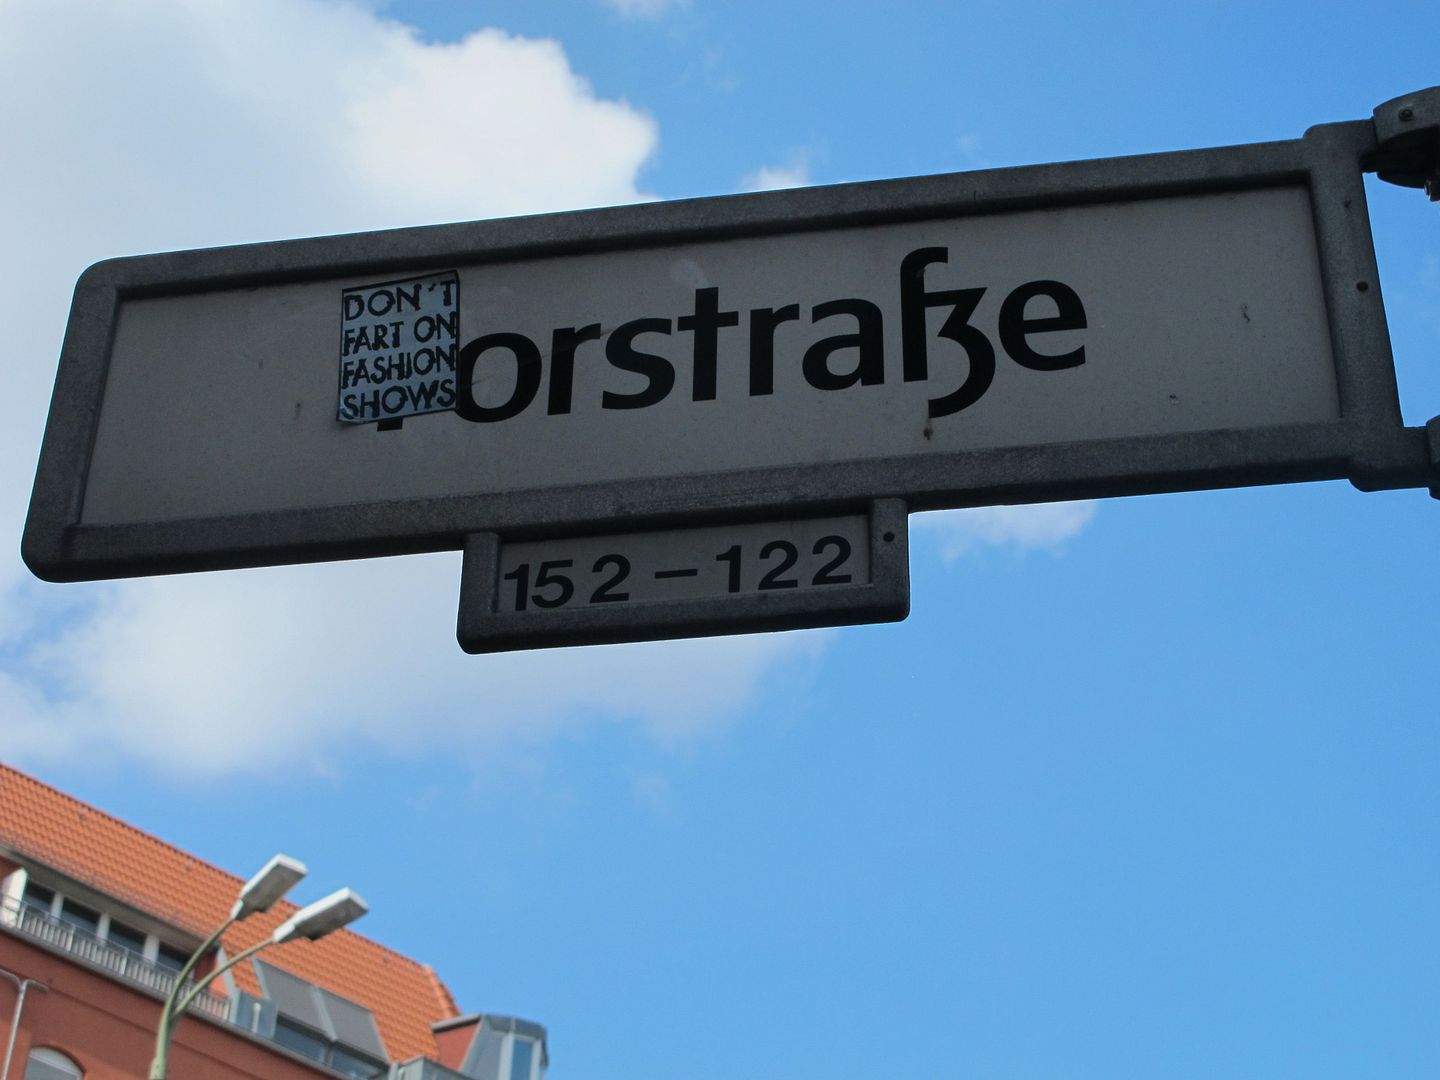 DON'T
FART ON
FASHION
SHOWS
orstraße
152–122